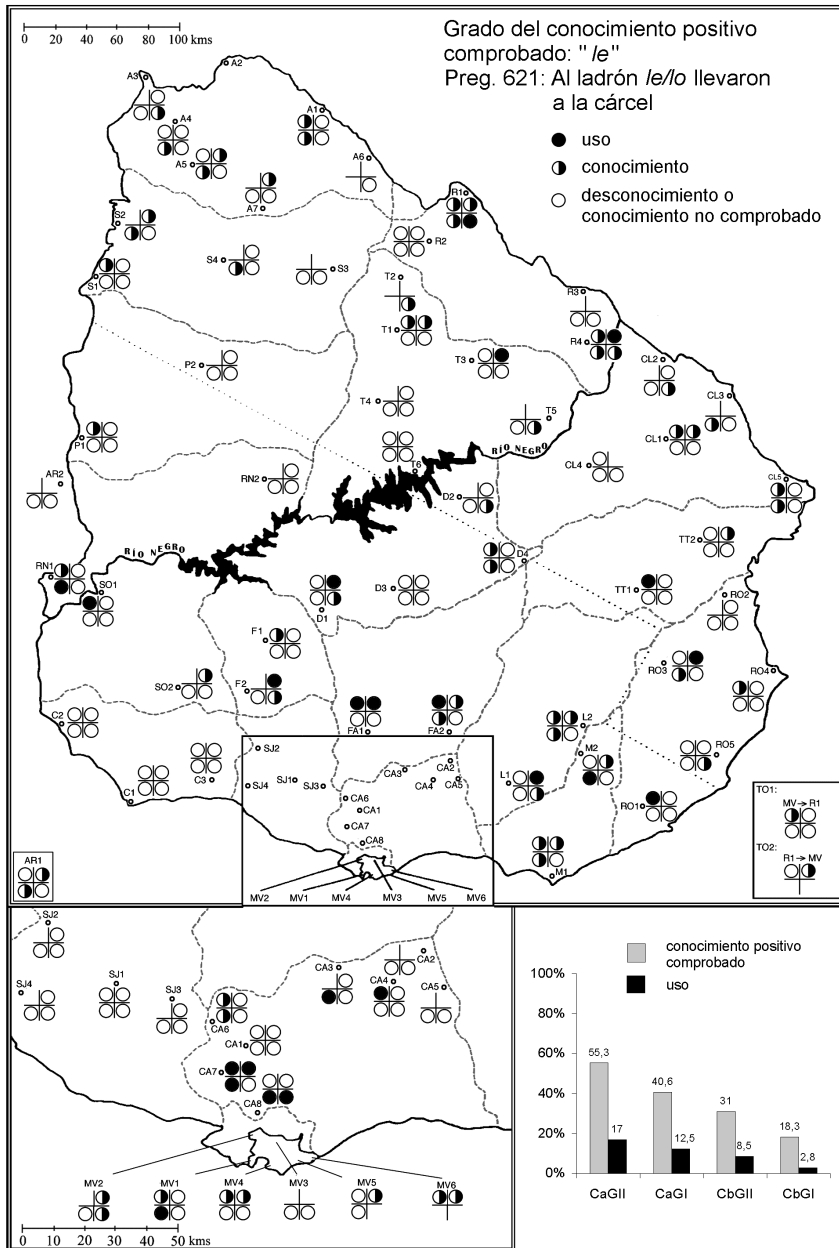 0 20 40 60 80 100 kms
Grado del conocimiento positivo
comprobado: "le"
Preg. 621: Al ladrón le/lo llevaron
a la cárcel
uso
conocimiento
desconocimiento o
conocimiento no comprobado
A2
A3
A1
A4
A5
A6
A7
R1
S2
R2
S4
S3
S1
T2
R3
T1
R4
P2
T3
CL2
CL3
T4
T5
P1
CL1
RÍO NEGRO
CL4
T6
AR2
RN2
CL5
D2
TT2
RÍO NEGRO
D4
RN1
SO1
D3
TT1
RO2
D1
F1
RO3
RO4
SO2
F2
C2
FA1
FA2
L2
SJ2
M2
RO5
C3
SJ4
SJ1
SJ3
CA3
CA2
CA4
CA5
L1
C1
CA6
CA1
RO1
TO1:
MV→R1
CA7
CA8
TO2:
R1→MV
AR1
M1
MV2
MV1
MV4
MV3
MV5
MV6
SJ2
CA2
CA3
SJ4
SJ1
SJ3
CA4
CA5
CA6
CA1
CA7
CA8
MV2
MV1
MV4
MV3
MV5
MV6
0 10 20 30 40 50 kms
conocimiento positivo
comprobado
uso
100%
80%
60%
40%
20%
0%
55,3
17
40,6
12,5
31
8,5
18,3
2,8
CaGII
CaGI
CbGII
CbGI